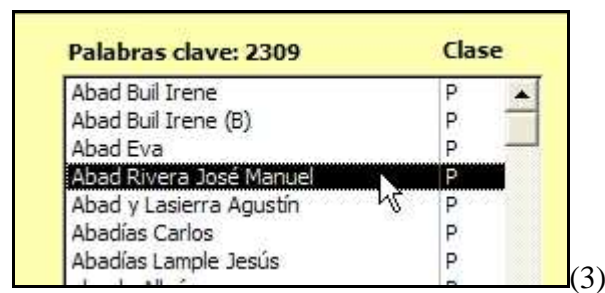 Palabras clave: 2309 Clase
Abad Buil Irene P
Abad Buil Irene (B) P
Abad Eva P
Abad Rivera José Manuel P
Abad y Lasierra Agustín P
Abadías Carlos P
Abadías Lample Jesús P
(3)